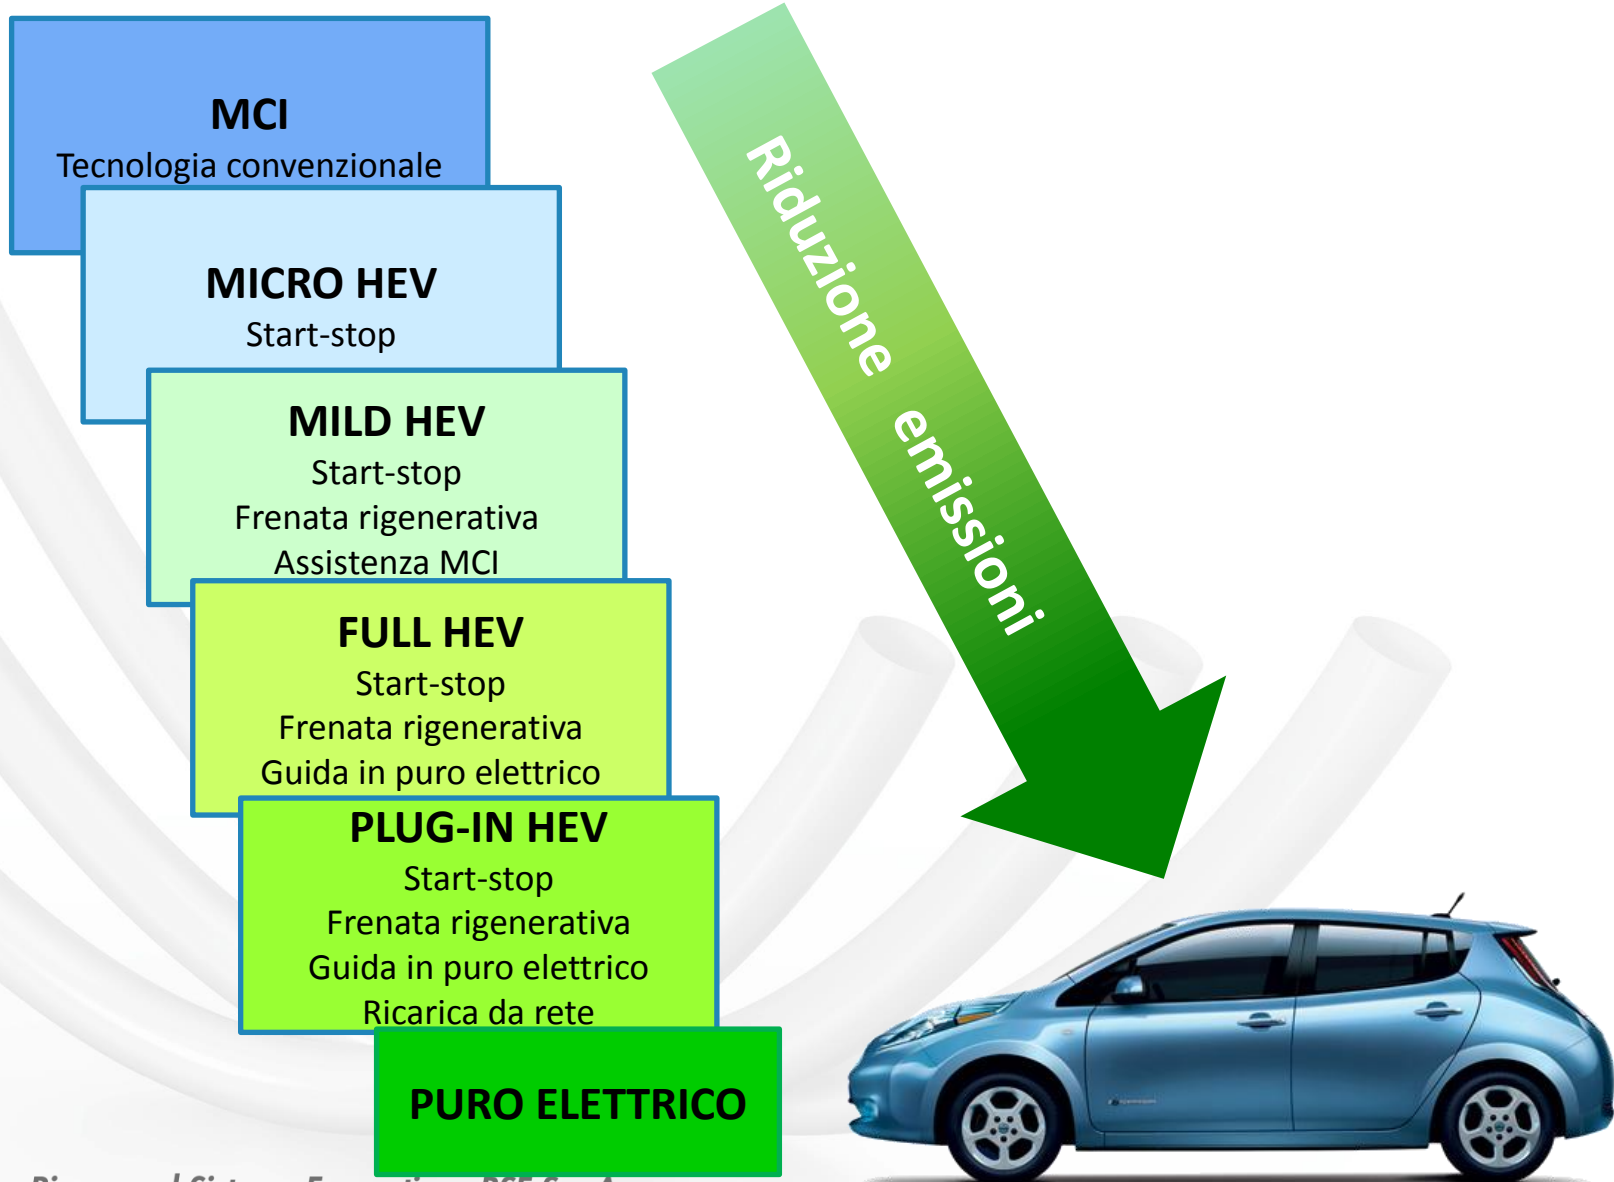 MCI
Tecnologia convenzionale
MICRO HEV
Start-stop
MILD HEV
Start-stop
Frenata rigenerativa
Assistenza MCI
FULL HEV
Start-stop
Frenata rigenerativa
Guida in puro elettrico
PLUG-IN HEV
Start-stop
Frenata rigenerativa
Guida in puro elettrico
Ricarica da rete
PURO ELETTRICO
Riduzione emissioni